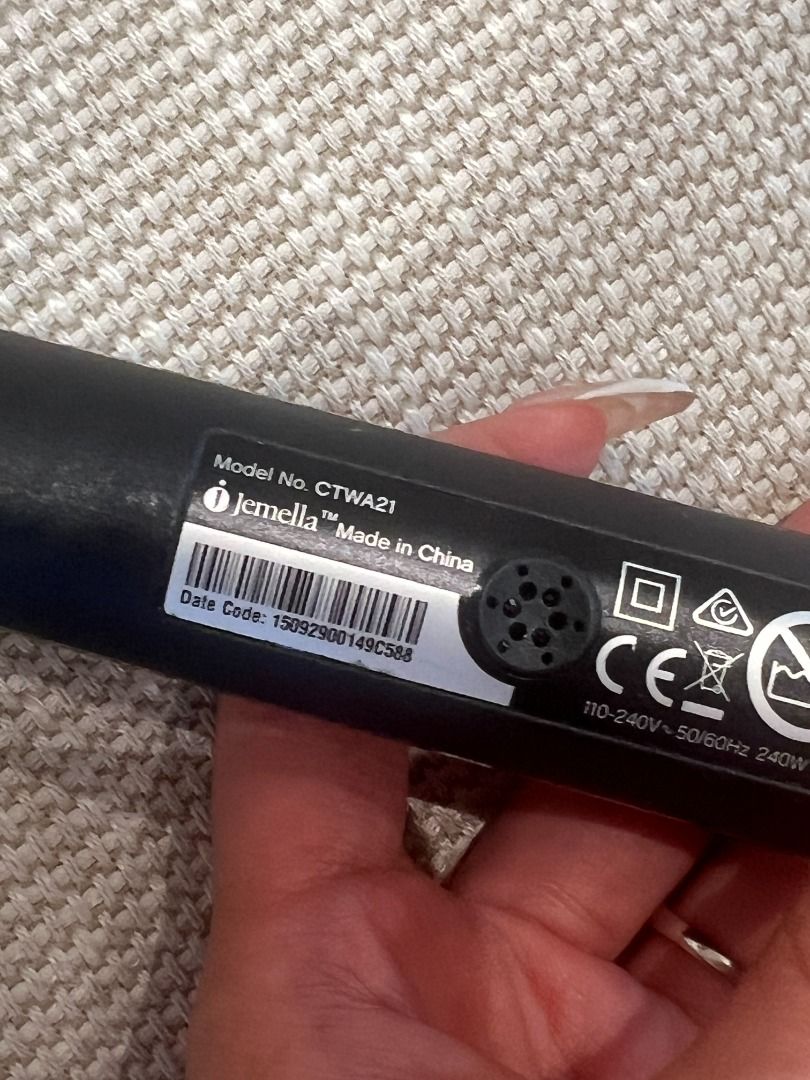 Model No. CTWA21
Jemella™ Made in China
Date Code: 15092900149C588
CE
110-240V~ 50/60Hz 240W